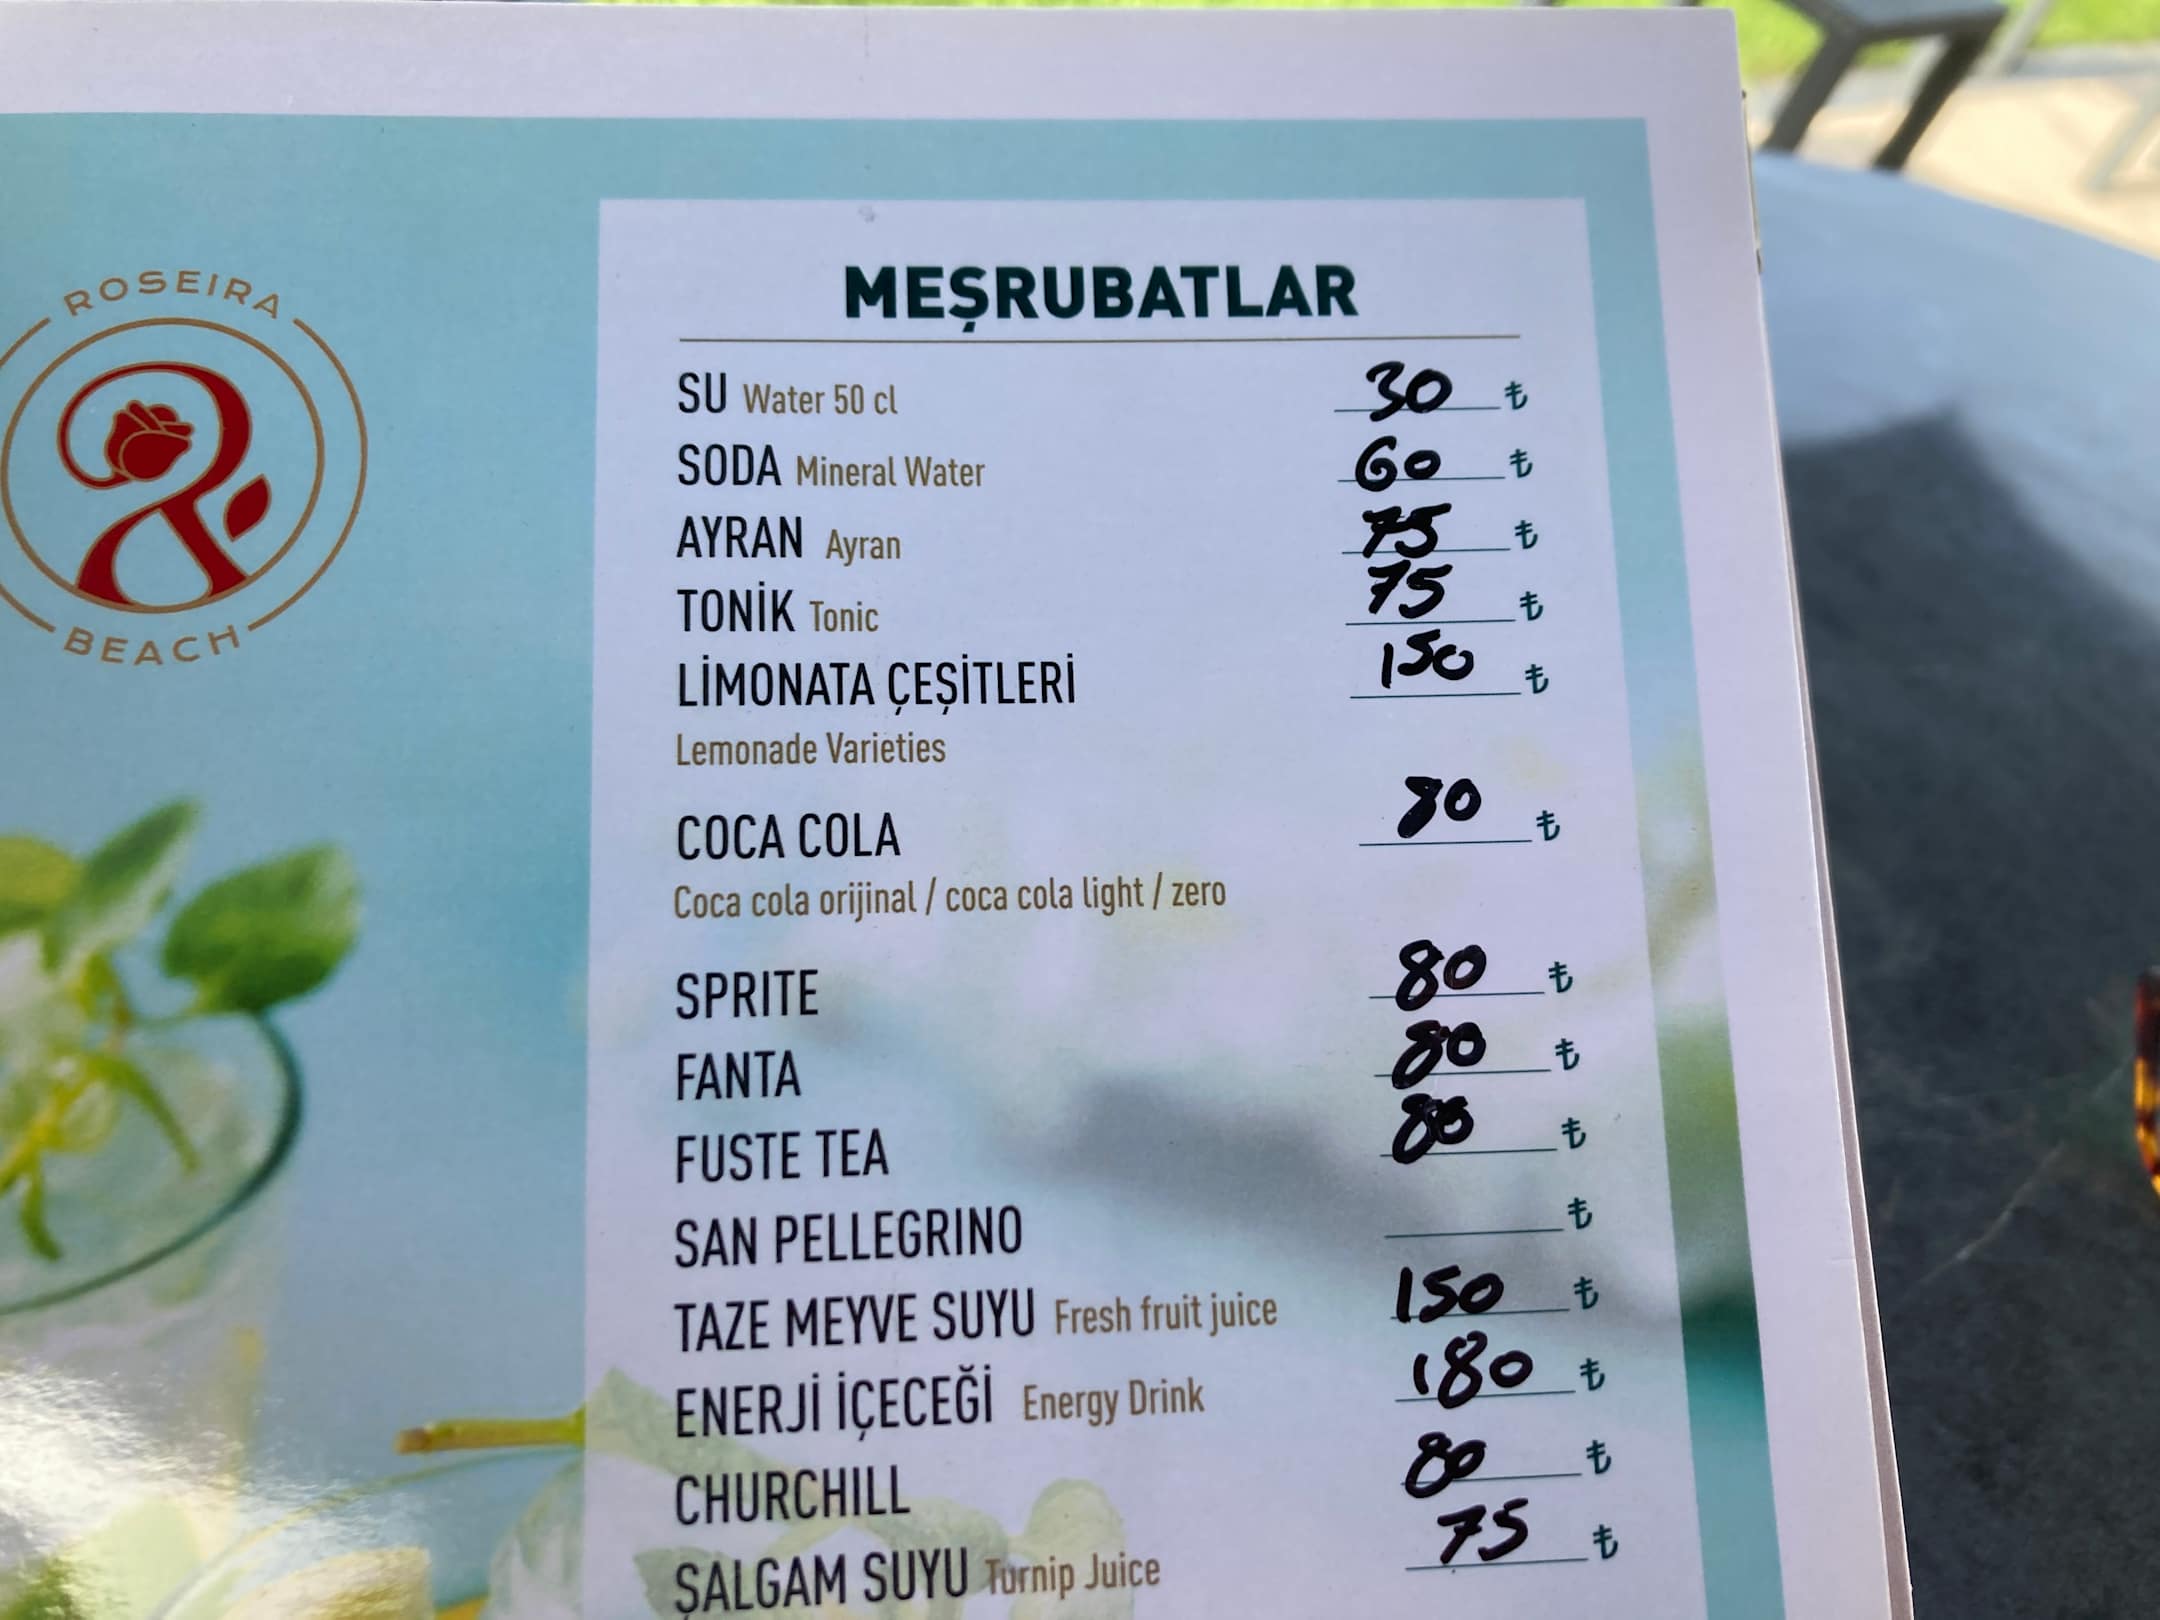 ROSEIRA
BEACH
MEŞRUBATLAR
SU Water 50 cl 30 ₺
SODA Mineral Water 60 ₺
AYRAN Ayran 75 ₺
TONİK Tonic 75 ₺
LİMONATA ÇEŞİTLERİ 150 ₺
Lemonade Varieties
COCA COLA 80 ₺
Coca cola orijinal / coca cola light / zero
SPRITE 80 ₺
FANTA 80 ₺
FUSTE TEA 80 ₺
SAN PELLEGRINO ₺
TAZE MEYVE SUYU Fresh fruit juice 150 ₺
ENERJİ İÇECEĞİ Energy Drink 180 ₺
CHURCHILL 80 ₺
ŞALGAM SUYU Turnip Juice 75 ₺